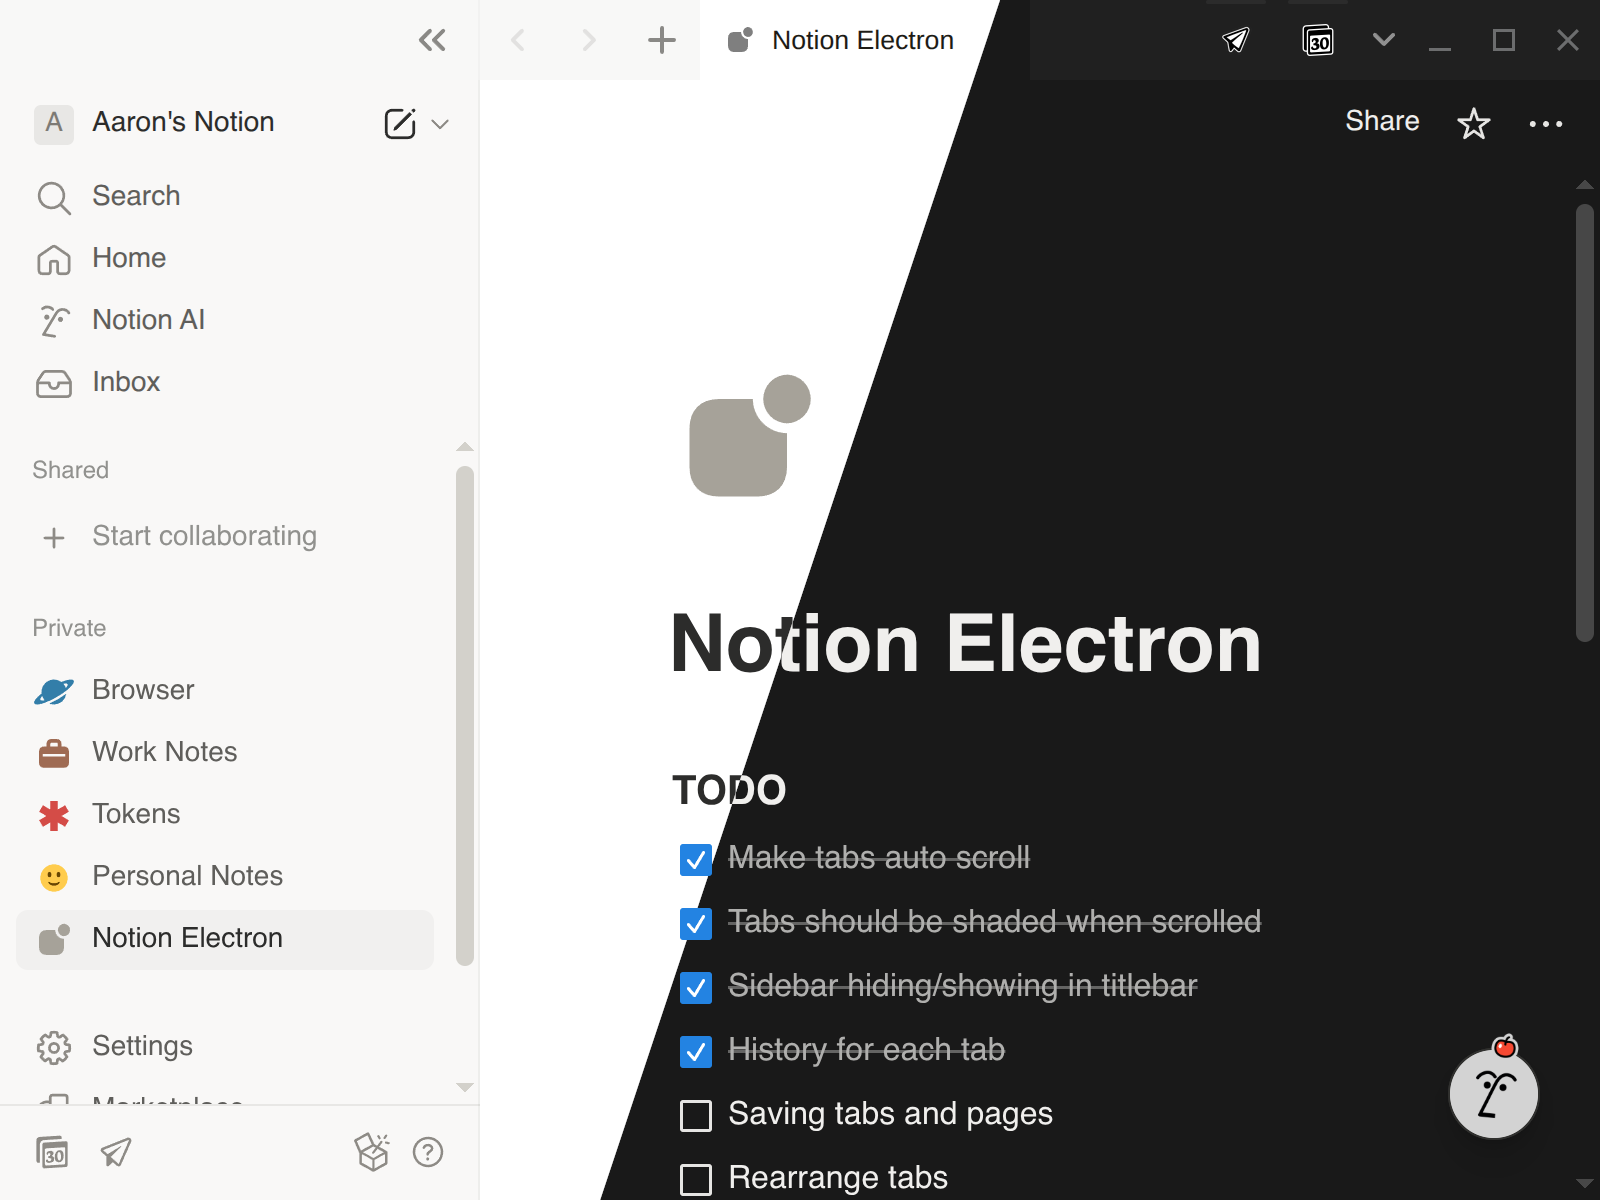 Notion Electron
A Aaron's Notion
Search
Home
Notion AI
Inbox
Shared
Start collaborating
Private
Browser
Work Notes
Tokens
Personal Notes
Notion Electron
Settings
Marketplace
30
30
Share
Notion Electron
TODO
Make tabs auto scroll
Tabs should be shaded when scrolled
Sidebar hiding/showing in titlebar
History for each tab
Saving tabs and pages
Rearrange tabs